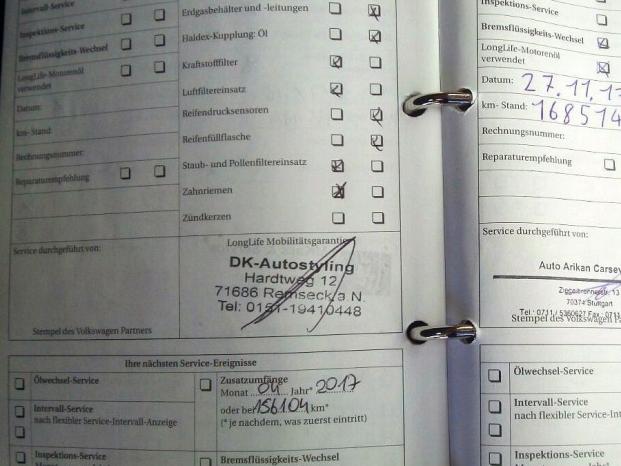 Intervall-Service
Inspektions-Service
Bremsflüssigkeits-Wechsel
LongLife-Motorenöl
verwendet
Datum:
km- Stand:
Rechnungsnummer:
Reparaturempfehlung
Erdgasbehälter und -leitungen
Haldex-Kupplung: Öl
Kraftstofffilter
Luftfiltereinsatz
Reifendrucksensoren
Reifenfüllflasche
Staub- und Pollenfiltereinsatz
Zahnriemen
Zündkerzen
Service durchgeführt von:
LongLife Mobilitätsgarantie
DK-Autostyling
Hardtweg 12
71686 Remseck a.N.
Tel: 0151-19410448
Stempel des Volkswagen Partners
Ihre nächsten Service-Ereignisse
Ölwechsel-Service
Intervall-Service
nach flexibler Service-Intervall-Anzeige
Inspektions-Service
Zusatzumfänge
Monat 04 Jahr* 2017
oder bei 156104 km*
(* je nachdem, was zuerst eintritt)
Bremsflüssigkeits-Wechsel
Inspektions-Service
Bremsflüssigkeits-Wechsel
LongLife-Motorenöl
verwendet
Datum: 27.11.17
km- Stand: 168514
Rechnungsnummer:
Reparaturempfehlung
Service durchgeführt von:
Auto Arikan Carsey
70374 Stuttgart
Stempel des Volkswagen
Ölwechsel-Service
Intervall-Service
nach flexibler Service-Int
Inspektions-Service